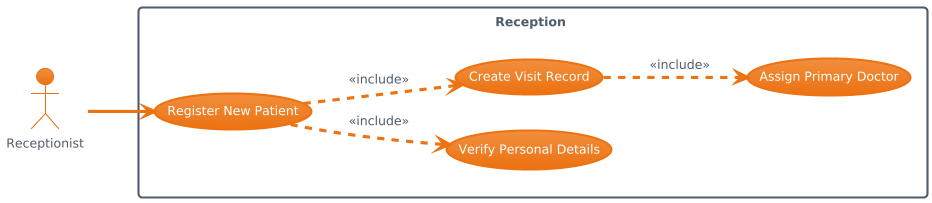 Reception
Receptionist
Register New Patient
«include»
Create Visit Record
«include»
Assign Primary Doctor
«include»
Verify Personal Details